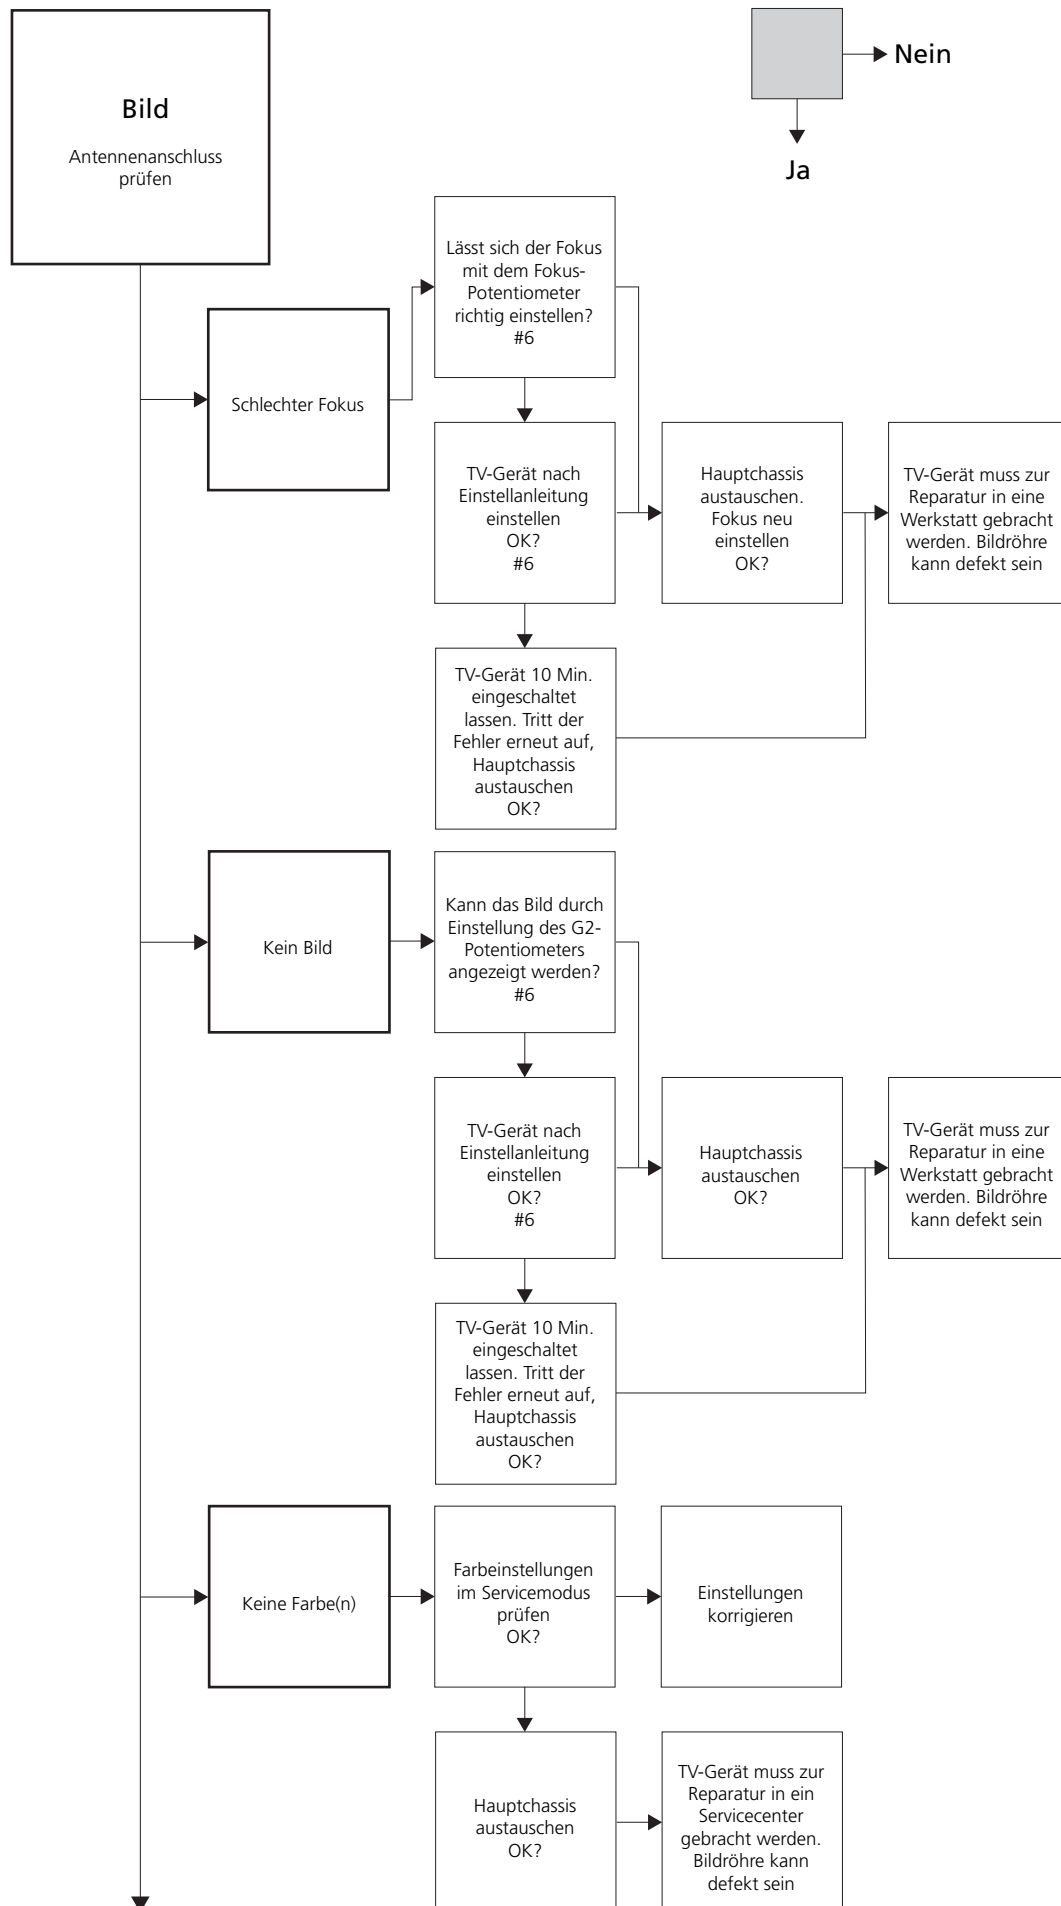 Bild
Antennenanschluss
prüfen
Nein
Ja
Schlechter Fokus
Lässt sich der Fokus
mit dem Fokus-
Potentiometer
richtig einstellen?
#6
TV-Gerät nach
Einstellanleitung
einstellen
OK?
#6
Hauptchassis
austauschen.
Fokus neu
einstellen
OK?
TV-Gerät muss zur
Reparatur in eine
Werkstatt gebracht
werden. Bildröhre
kann defekt sein
TV-Gerät 10 Min.
eingeschaltet
lassen. Tritt der
Fehler erneut auf,
Hauptchassis
austauschen
OK?
Kein Bild
Kann das Bild durch
Einstellung des G2-
Potentiometers
angezeigt werden?
#6
TV-Gerät nach
Einstellanleitung
einstellen
OK?
#6
Hauptchassis
austauschen
OK?
TV-Gerät muss zur
Reparatur in eine
Werkstatt gebracht
werden. Bildröhre
kann defekt sein
TV-Gerät 10 Min.
eingeschaltet
lassen. Tritt der
Fehler erneut auf,
Hauptchassis
austauschen
OK?
Keine Farbe(n)
Farbeinstellungen
im Servicemodus
prüfen
OK?
Einstellungen
korrigieren
Hauptchassis
austauschen
OK?
TV-Gerät muss zur
Reparatur in ein
Servicecenter
gebracht werden.
Bildröhre kann
defekt sein